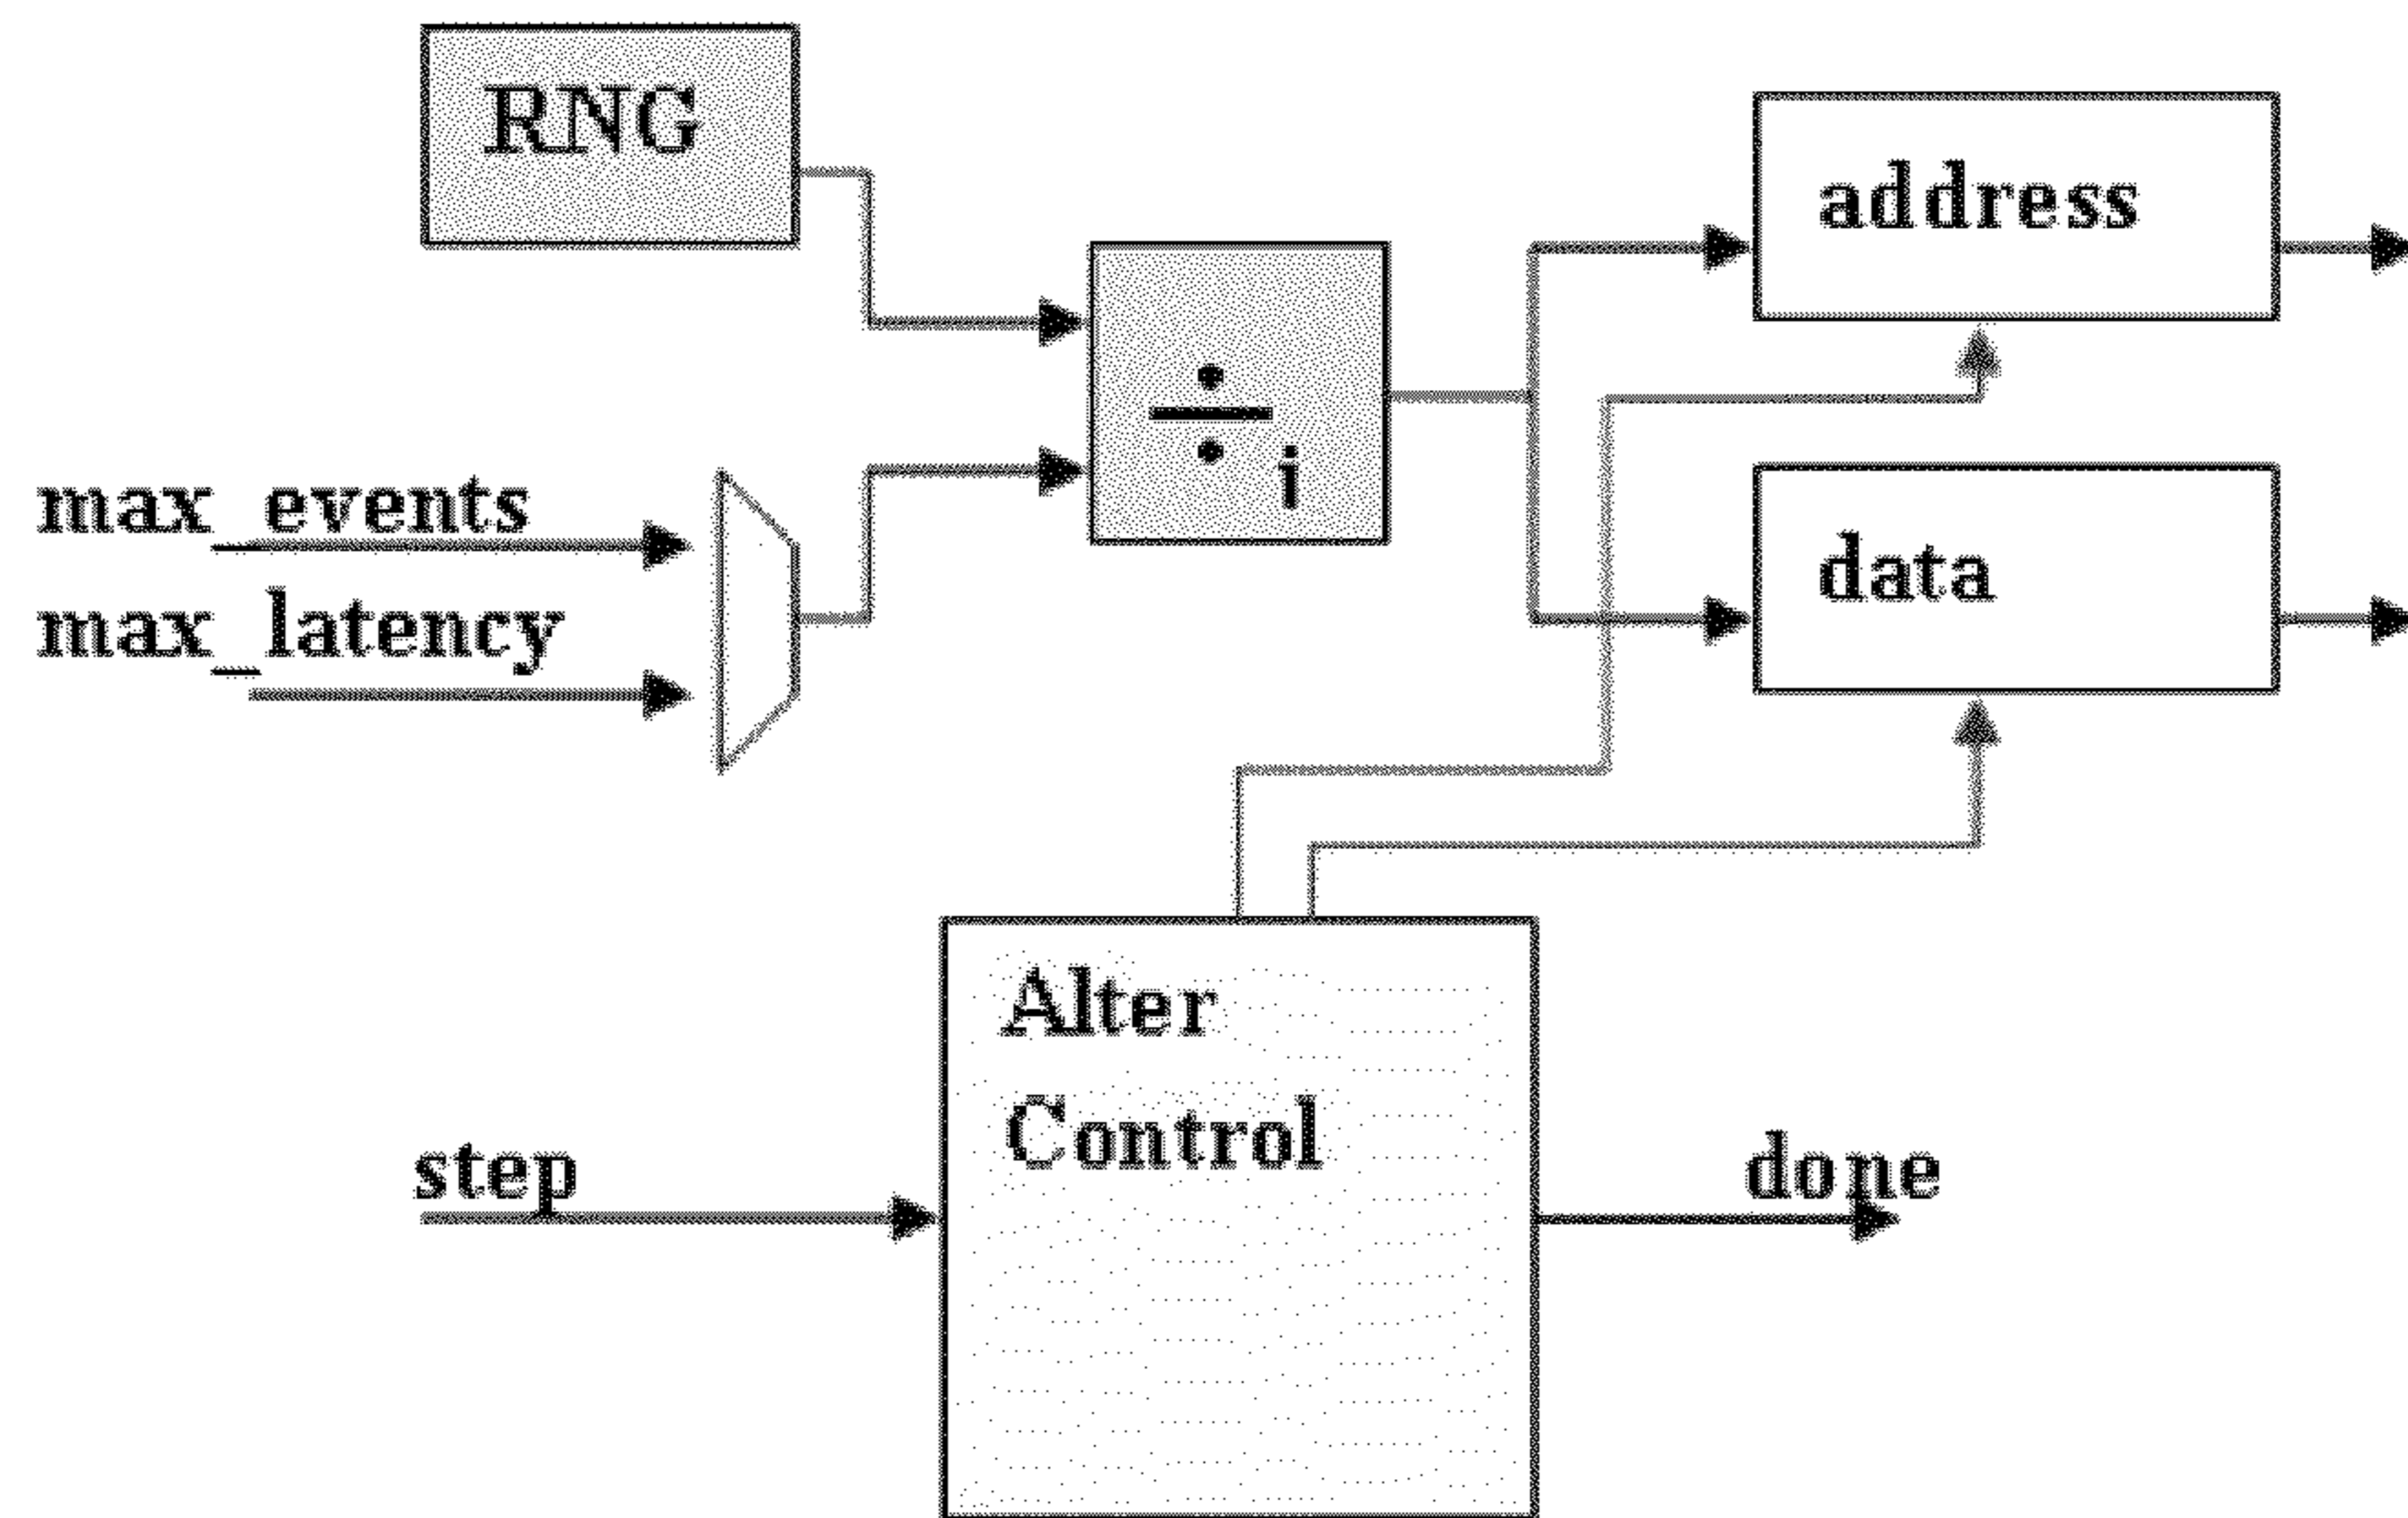 RNG
address
÷ i
max_events
max_latency
data
Alter
Control
step
done